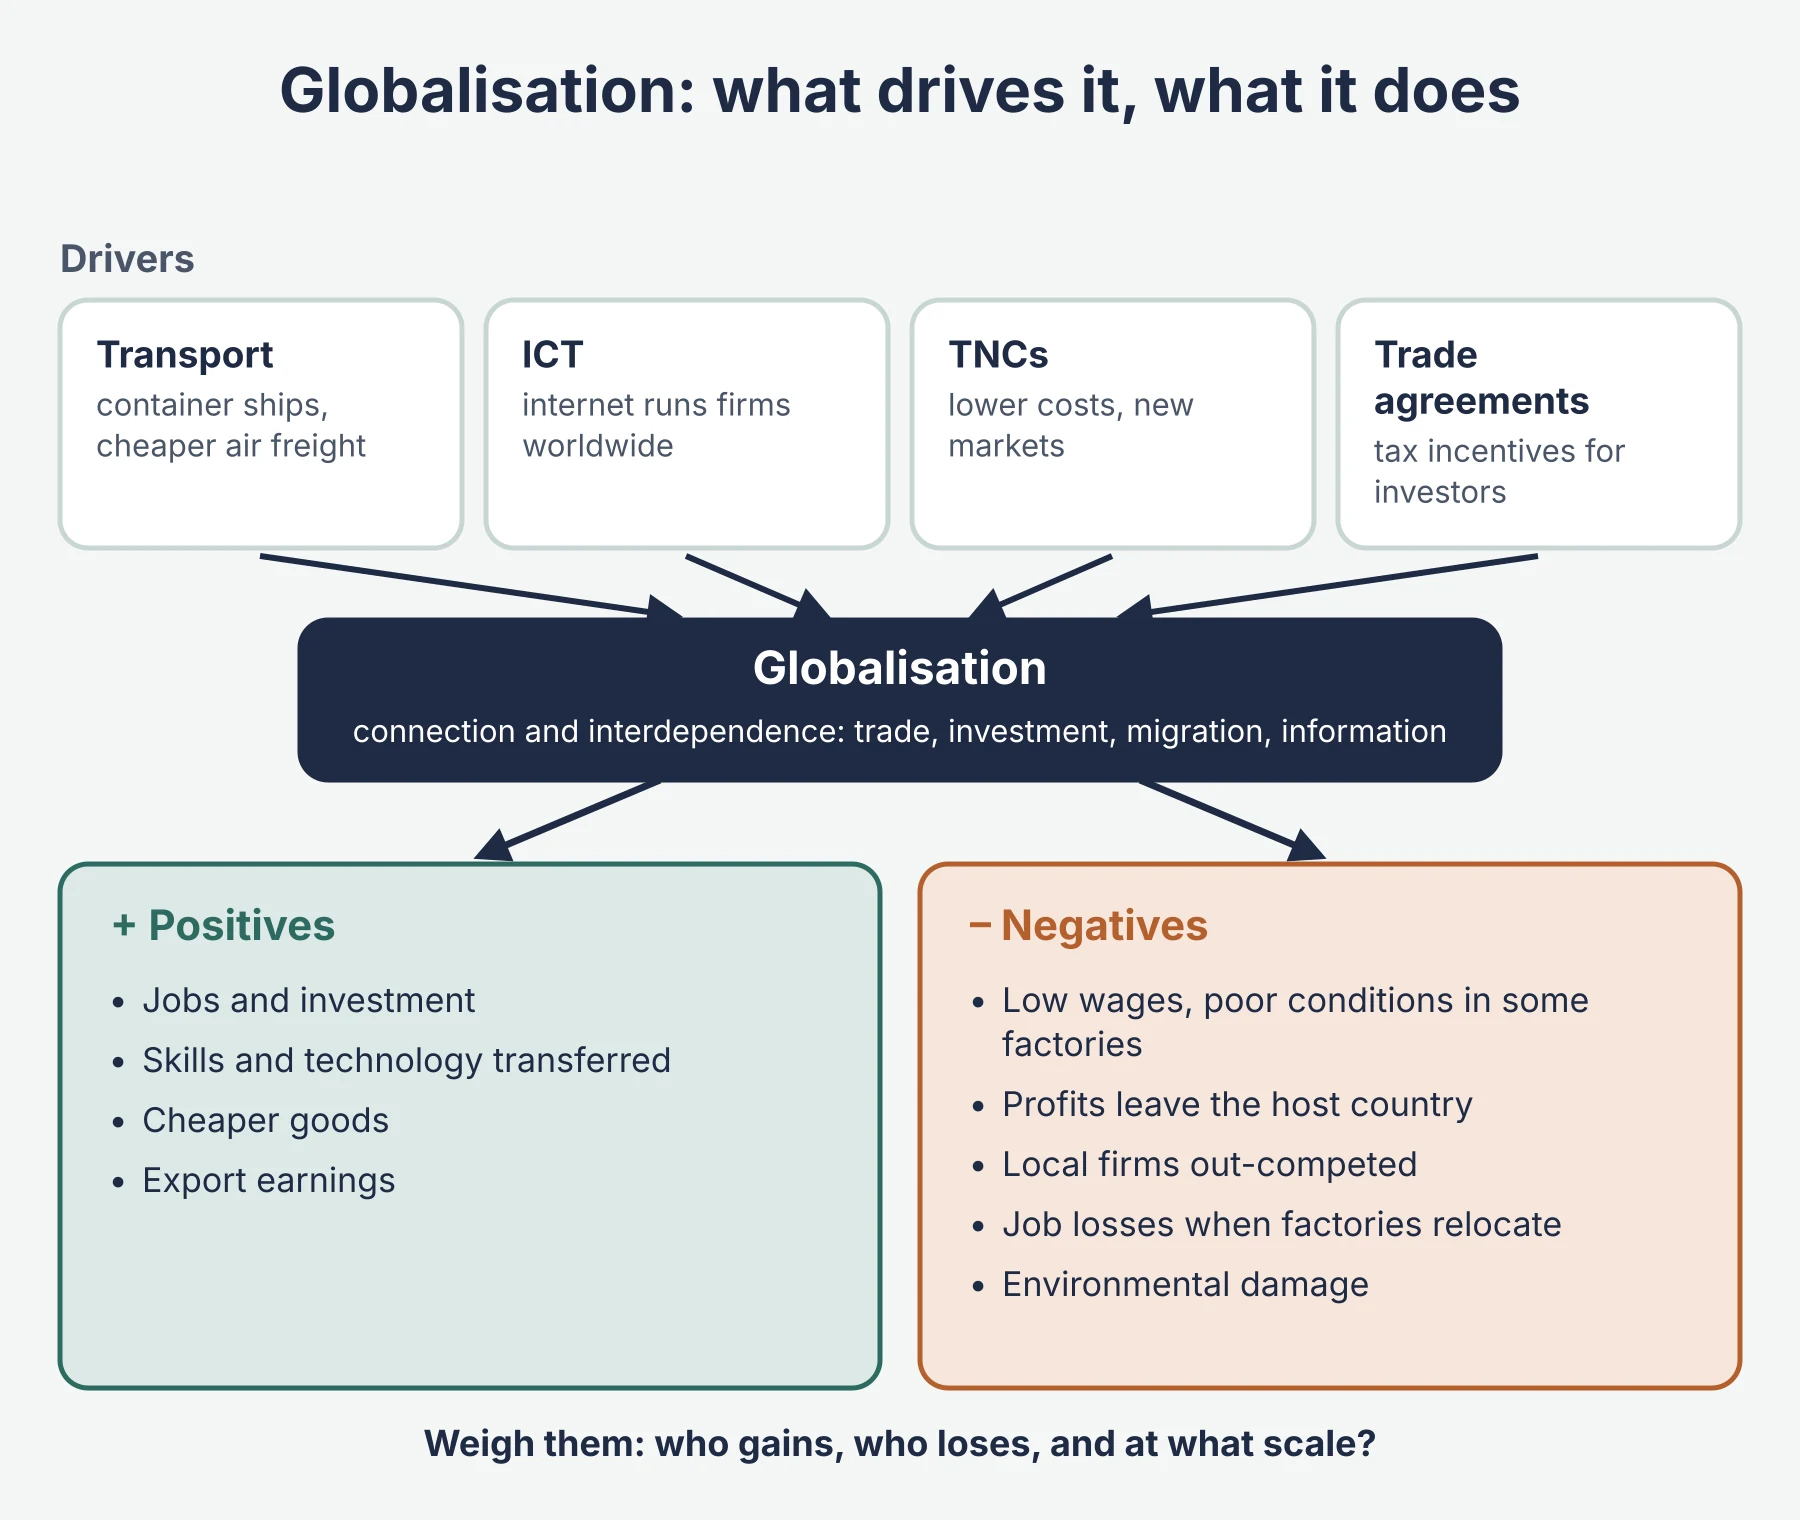 Globalisation: what drives it, what it does
Drivers
Transport
container ships,
cheaper air freight
ICT
internet runs firms
worldwide
TNCs
lower costs, new
markets
Trade
agreements
tax incentives for
investors
Globalisation
connection and interdependence: trade, investment, migration, information
+ Positives
• Jobs and investment
• Skills and technology transferred
• Cheaper goods
• Export earnings
– Negatives
• Low wages, poor conditions in some
factories
• Profits leave the host country
• Local firms out-competed
• Job losses when factories relocate
• Environmental damage
Weigh them: who gains, who loses, and at what scale?